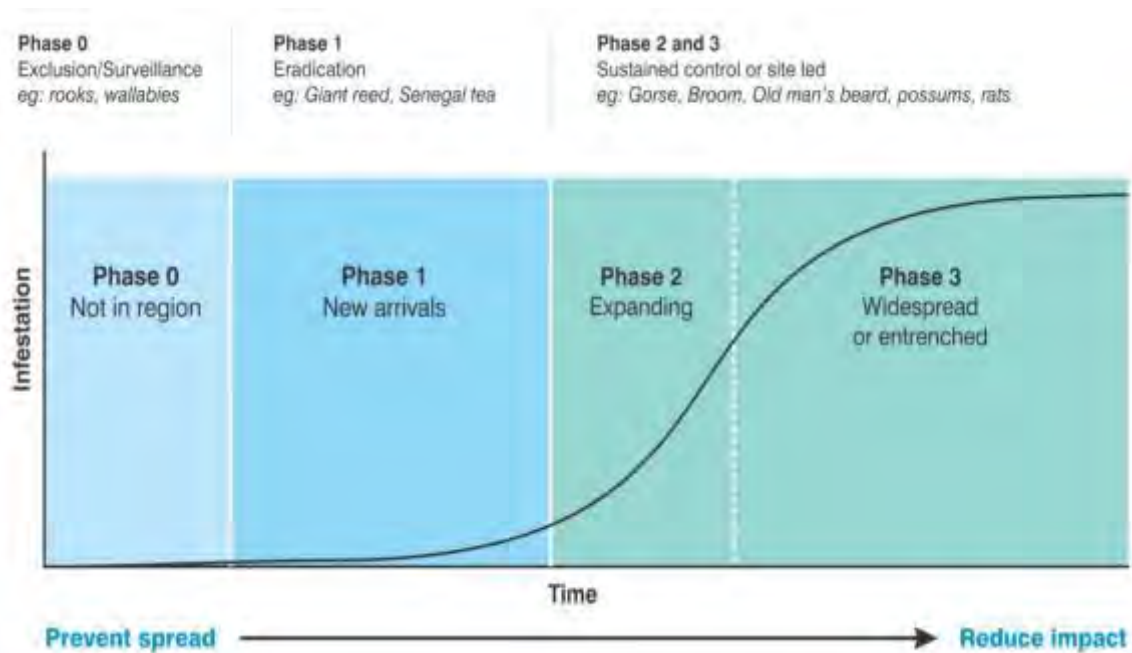 Phase 0
Exclusion/Surveillance
eg: rooks, wallabies
Phase 1
Eradication
eg: Giant reed, Senegal tea
Phase 2 and 3
Sustained control or site led
eg: Gorse, Broom, Old man's beard, possums, rats
Infestation
Phase 0
Not in region
Phase 1
New arrivals
Phase 2
Expanding
Phase 3
Widespread
or entrenched
Time
Prevent spread
Reduce impact